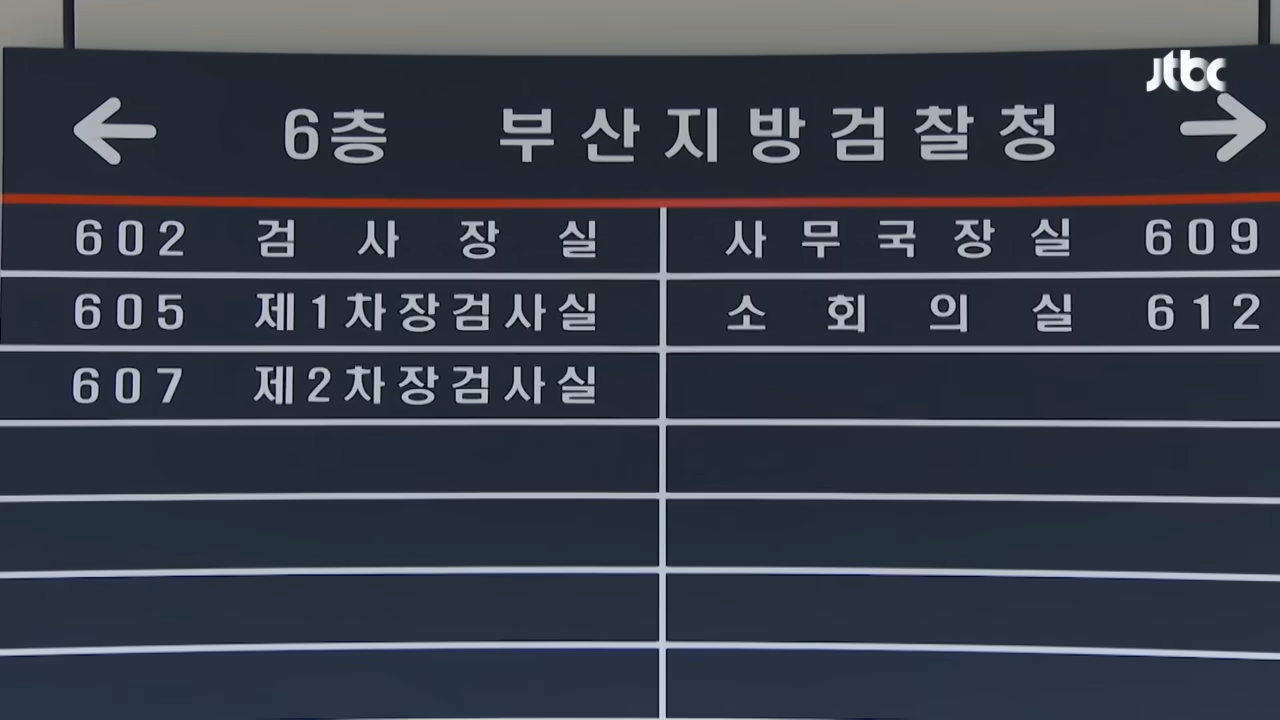 jtbc
← 6층 부산지방검찰청 →
602 검사장실 사무국장실 609
605 제1차장검사실 소회의실 612
607 제2차장검사실